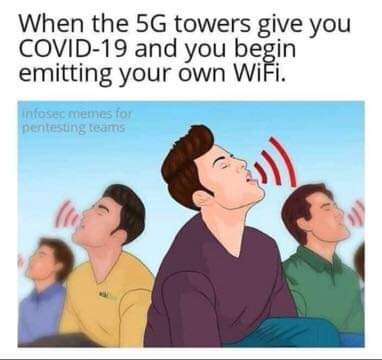 When the 5G towers give you
COVID-19 and you begin
emitting your own WiFi.
infosec memes for
pentesting teams